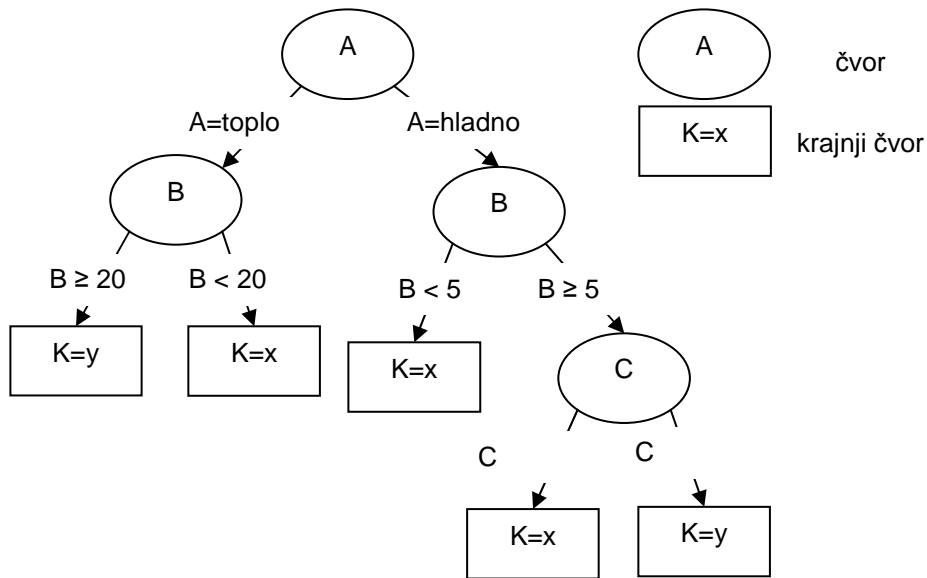 A
A
čvor
A=toplo
A=hladno
K=x
krajnji čvor
B
B
B ≥ 20
B < 20
B < 5
B ≥ 5
K=y
K=x
K=x
C
C
C
K=x
K=y